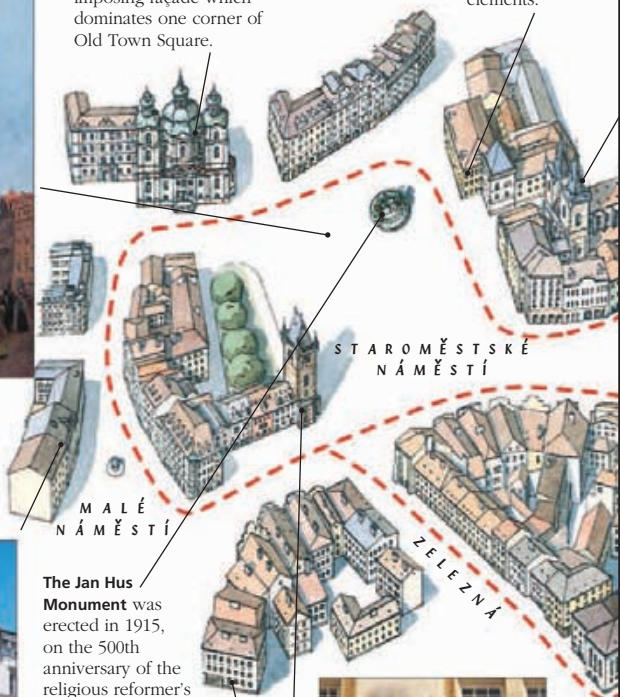 imposing façade which
dominates one corner of
Old Town Square.
elements.
STAROMĚSTSKÉ
NÁMĚSTÍ
MALÉ
NÁMĚSTÍ
ŽELEZNÁ
The Jan Hus
Monument was
erected in 1915,
on the 500th
anniversary of the
religious reformer's